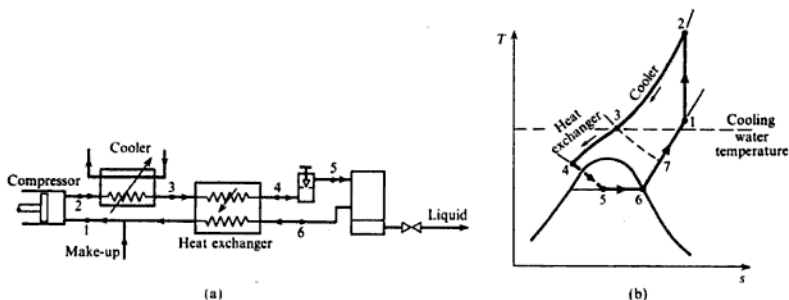 Cooler
Compressor
2
3
4
5
1
6
Make-up
Heat exchanger
Liquid
(a)
T
2
Cooler
Heat
exchanger
3
1
Cooling
water
temperature
4
7
5
6
s
(b)